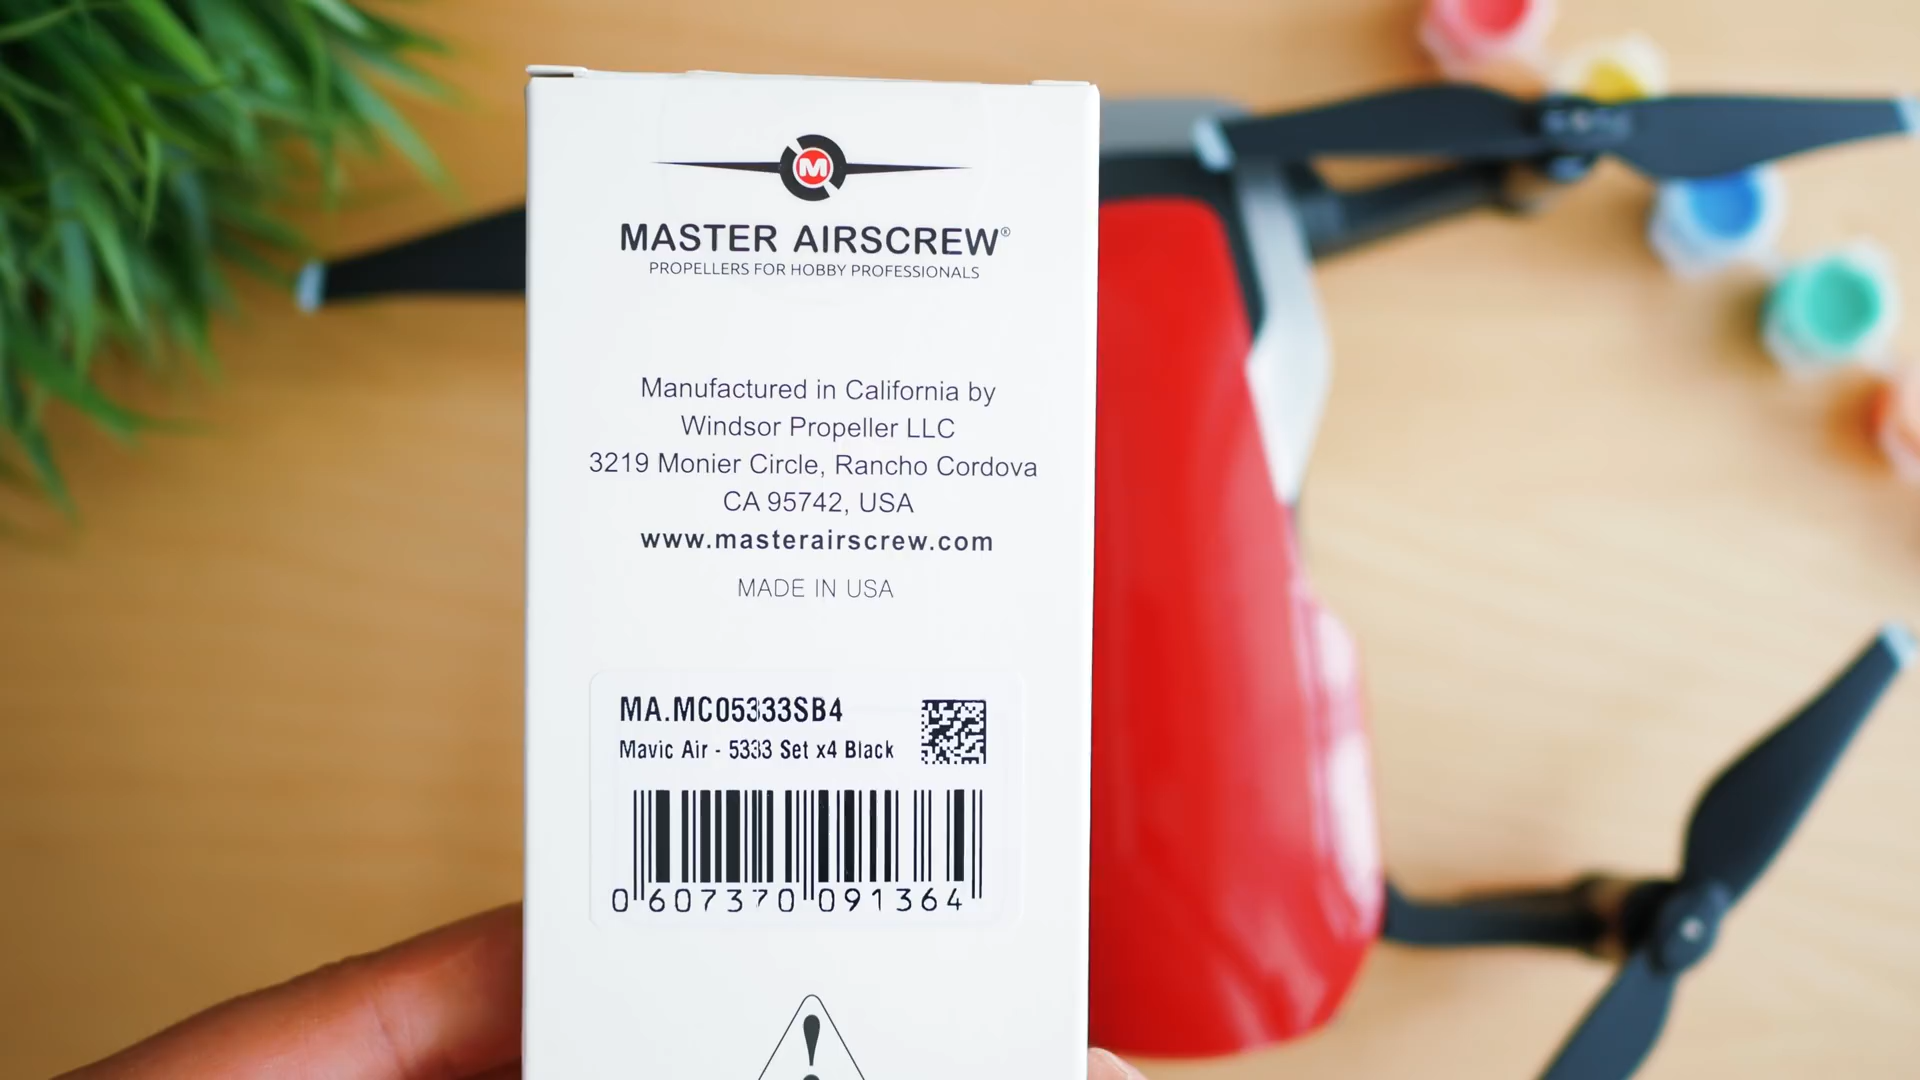 M
MASTER AIRSCREW®
PROPELLERS FOR HOBBY PROFESSIONALS
Manufactured in California by
Windsor Propeller LLC
3219 Monier Circle, Rancho Cordova
CA 95742, USA
www.masterairscrew.com
MADE IN USA
MA.MC05333SB4
Mavic Air - 5333 Set x4 Black
0 607370 091364